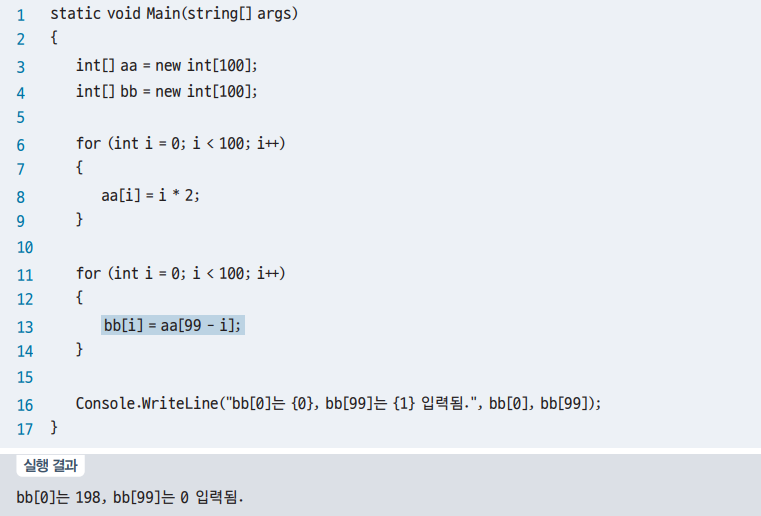 1 static void Main(string[] args)
2 {
3 int[] aa = new int[100];
4 int[] bb = new int[100];
5
6 for (int i = 0; i < 100; i++)
7 {
8 aa[i] = i * 2;
9 }
10
11 for (int i = 0; i < 100; i++)
12 {
13 bb[i] = aa[99 - i];
14 }
15
16 Console.WriteLine("bb[0]는 {0}, bb[99]는 {1} 입력됨.", bb[0], bb[99]);
17 }
실행 결과
bb[0]는 198, bb[99]는 0 입력됨.